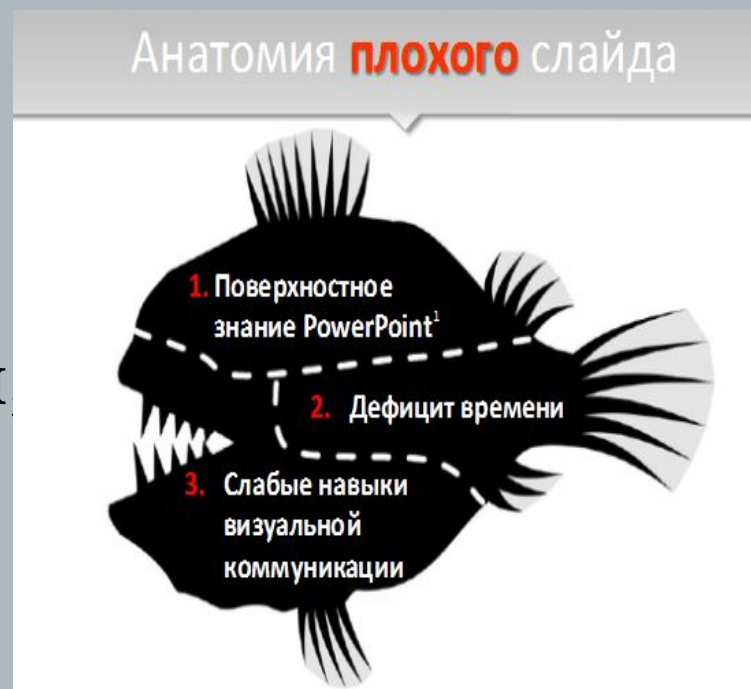 Анатомия плохого слайда
1. Поверхностное
знание PowerPoint¹
2. Дефицит времени
3. Слабые навыки
визуальной
коммуникации